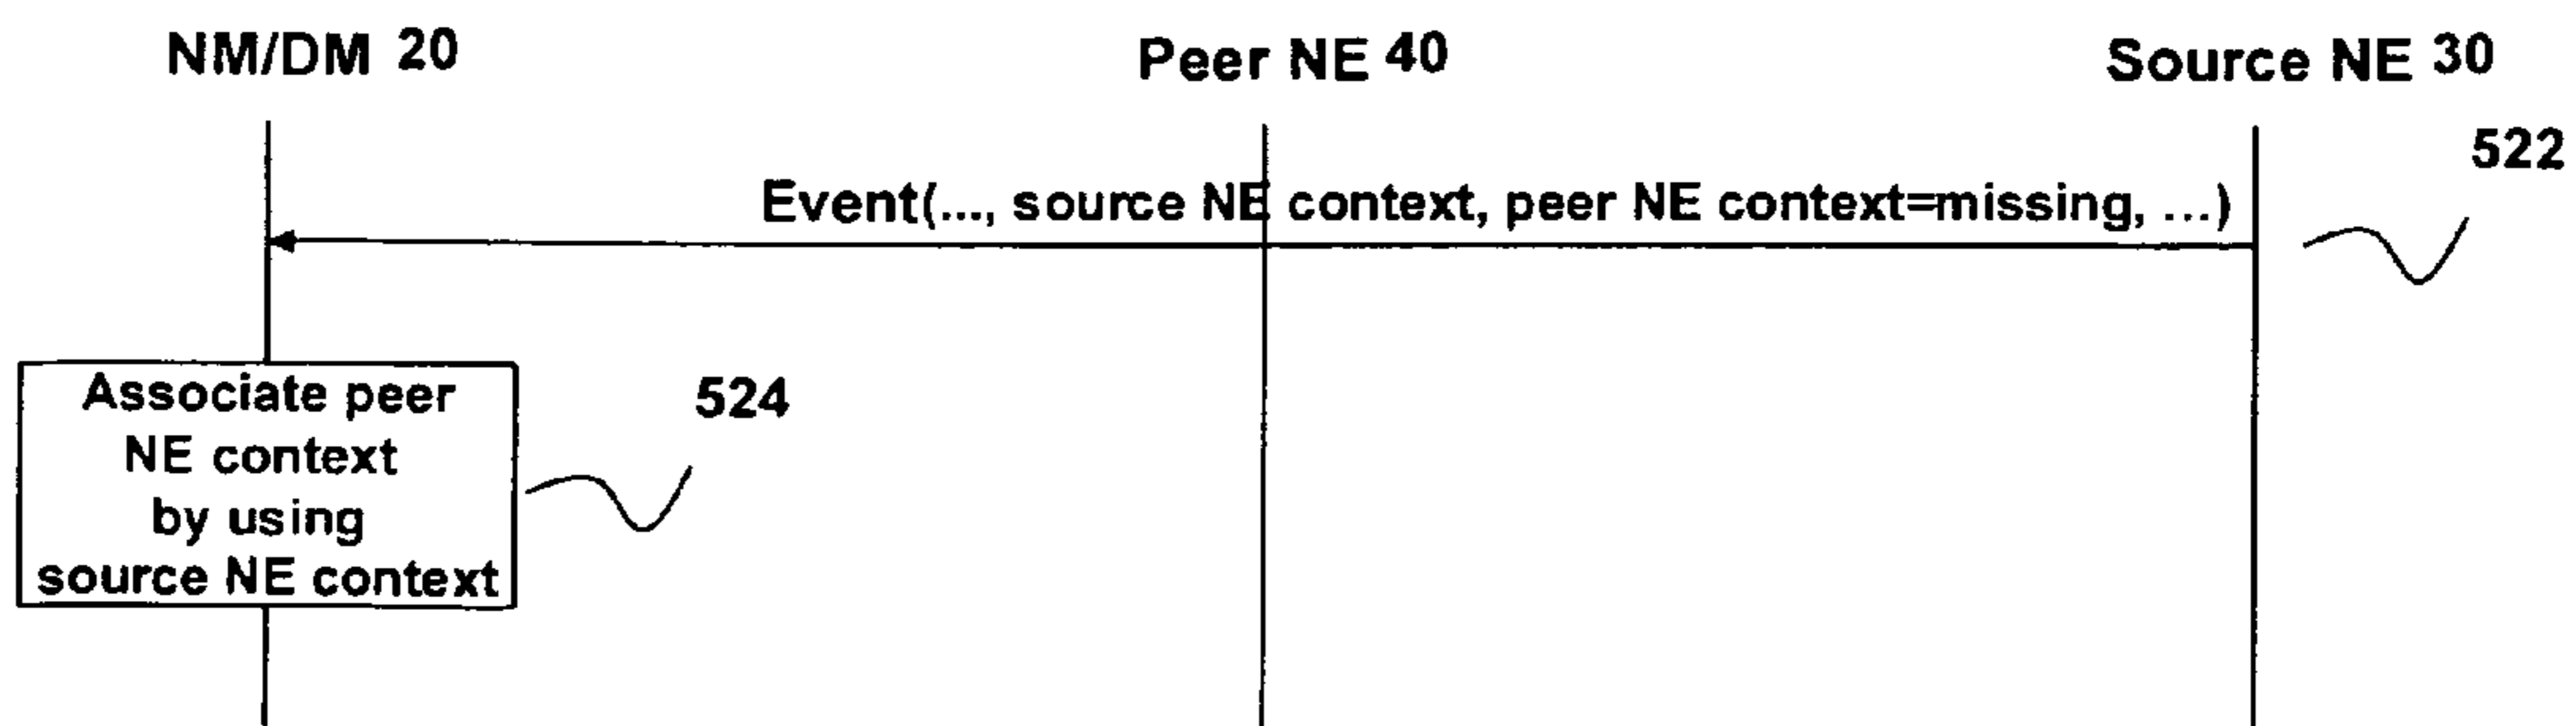 NM/DM 20
Peer NE 40
Source NE 30
522
Event(..., source NE context, peer NE context=missing, ...)
Associate peer
NE context
by using
source NE context
524